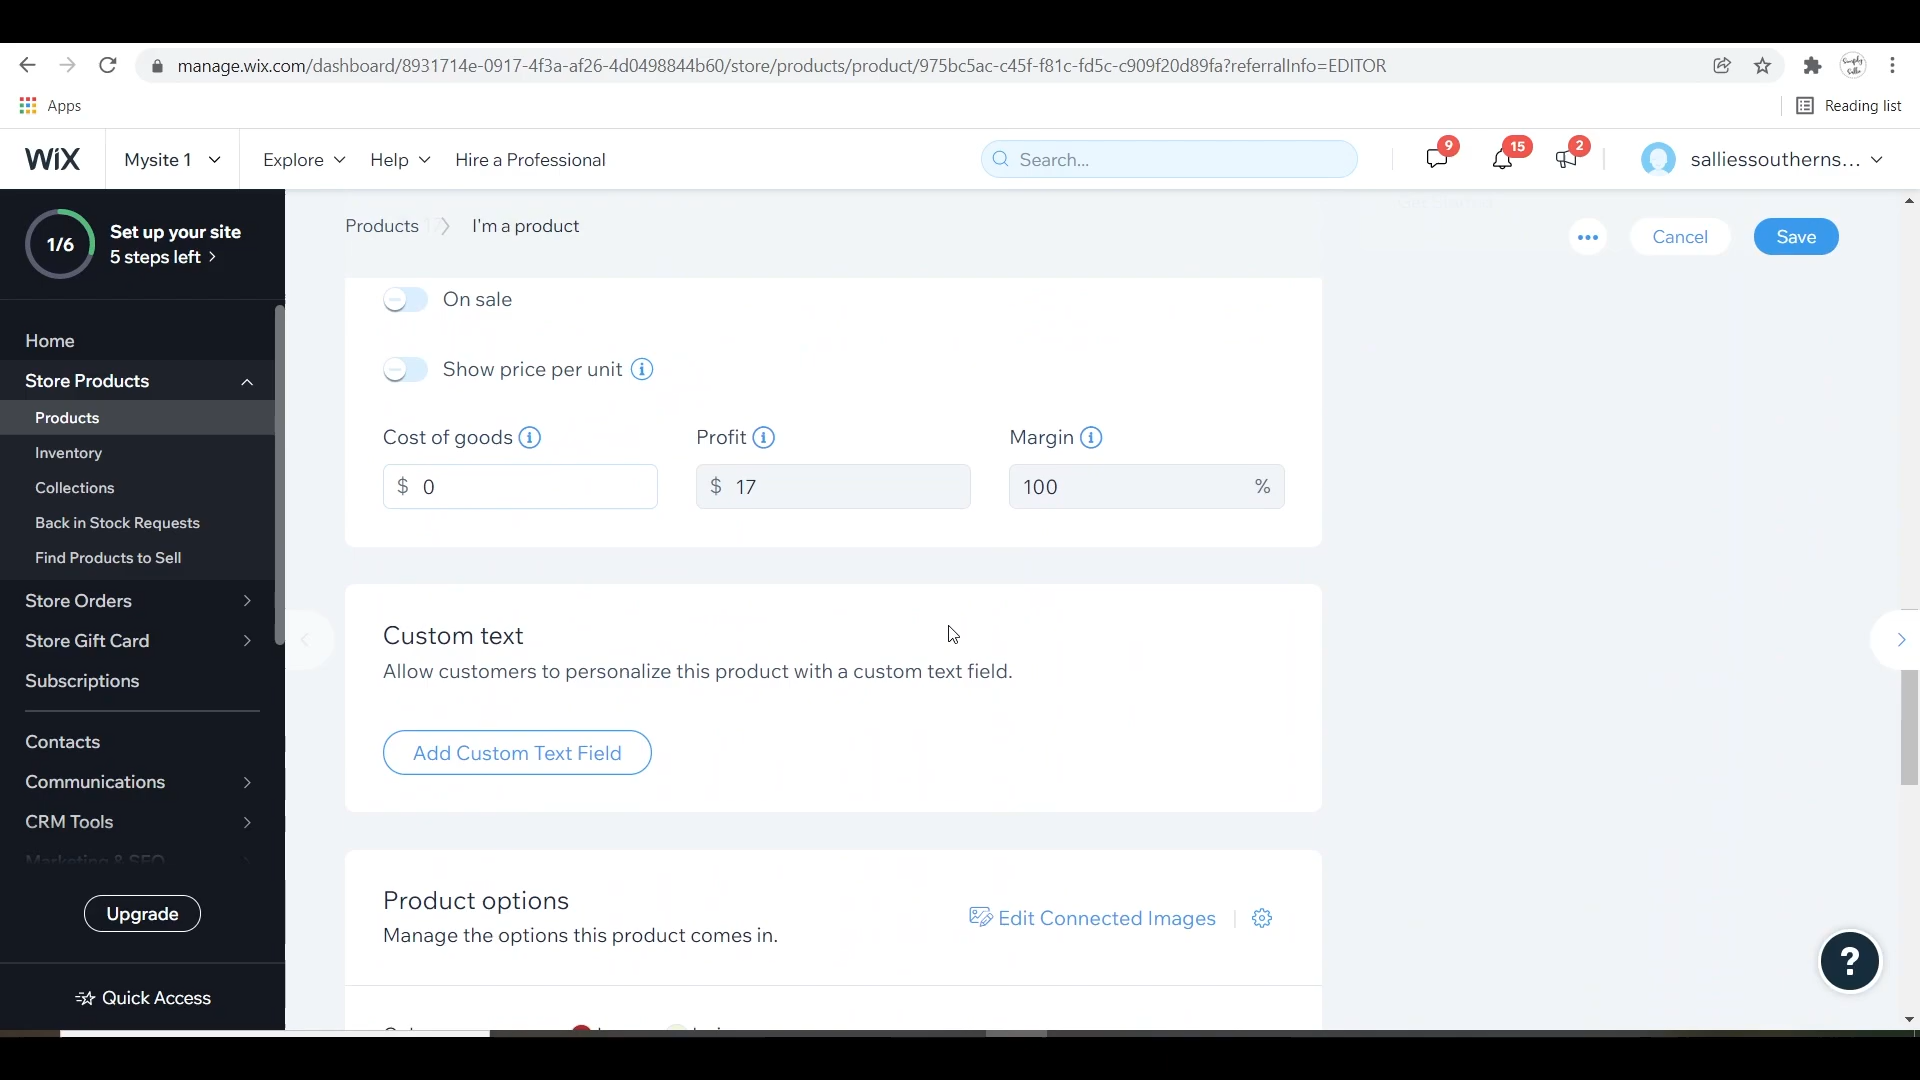 manage.wix.com/dashboard/8931714e-0917-4f3a-af26-4d0498844b60/store/products/product/975bc5ac-c45f-f81c-fd5c-c909f20d89fa?referralInfo=EDITOR
Apps
Reading list
WiX
Mysite 1
Explore
Help
Hire a Professional
Search...
9
15
2
salliessoutherns...
1/6
Set up your site
5 steps left >
Home
Store Products
Products
Inventory
Collections
Back in Stock Requests
Find Products to Sell
Store Orders
Store Gift Card
Subscriptions
Contacts
Communications
CRM Tools
Marketing & SEO
Upgrade
Quick Access
Products
I'm a product
Cancel
Save
On sale
Show price per unit
Cost of goods
Profit
Margin
$ 0
$ 17
100 %
Custom text
Allow customers to personalize this product with a custom text field.
Add Custom Text Field
Product options
Manage the options this product comes in.
Edit Connected Images
?